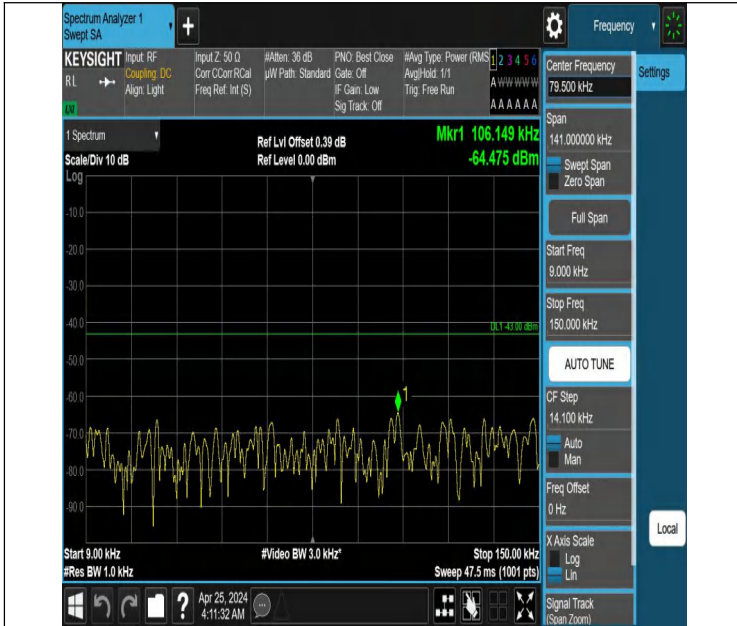 Spectrum Analyzer 1
Swept SA
+
Frequency
KEYSIGHT
RL
Input: RF
Coupling: DC
Align: Light
Input Z: 50 Ω
Corr CCorr RCal
Freq Ref: Int (S)
#Atten: 36 dB
µW Path: Standard
PNO: Best Close
Gate: Off
IF Gain: Low
Sig Track: Off
#Avg Type: Power (RMS
Avg|Hold: 1/1
Trig: Free Run
1 2 3 4 5 6
A W W W W W
A A A A A A
Center Frequency
79.500 kHz
Settings
Span
141.000000 kHz
Swept Span
Zero Span
Full Span
Start Freq
9.000 kHz
Stop Freq
150.000 kHz
AUTO TUNE
CF Step
14.100 kHz
Auto
Man
Freq Offset
0 Hz
X Axis Scale
Log
Lin
Signal Track
(Span Zoom)
Local
1 Spectrum
Scale/Div 10 dB
Log
Ref Lvl Offset 0.39 dB
Ref Level 0.00 dBm
Mkr1 106.149 kHz
-64.475 dBm
-10.0
-20.0
-30.0
-40.0
DL1 -43.00 dBm
-50.0
-60.0
1
-70.0
-80.0
-90.0
Start 9.00 kHz
#Res BW 1.0 kHz
#Video BW 3.0 kHz*
Stop 150.00 kHz
Sweep 47.5 ms (1001 pts)
?
Apr 25, 2024
4:11:32 AM